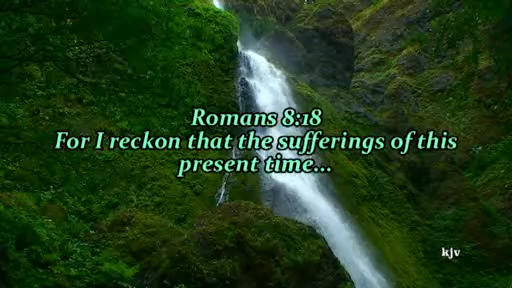 Romans 8:18
For I reckon that the sufferings of this
present time...
kjv